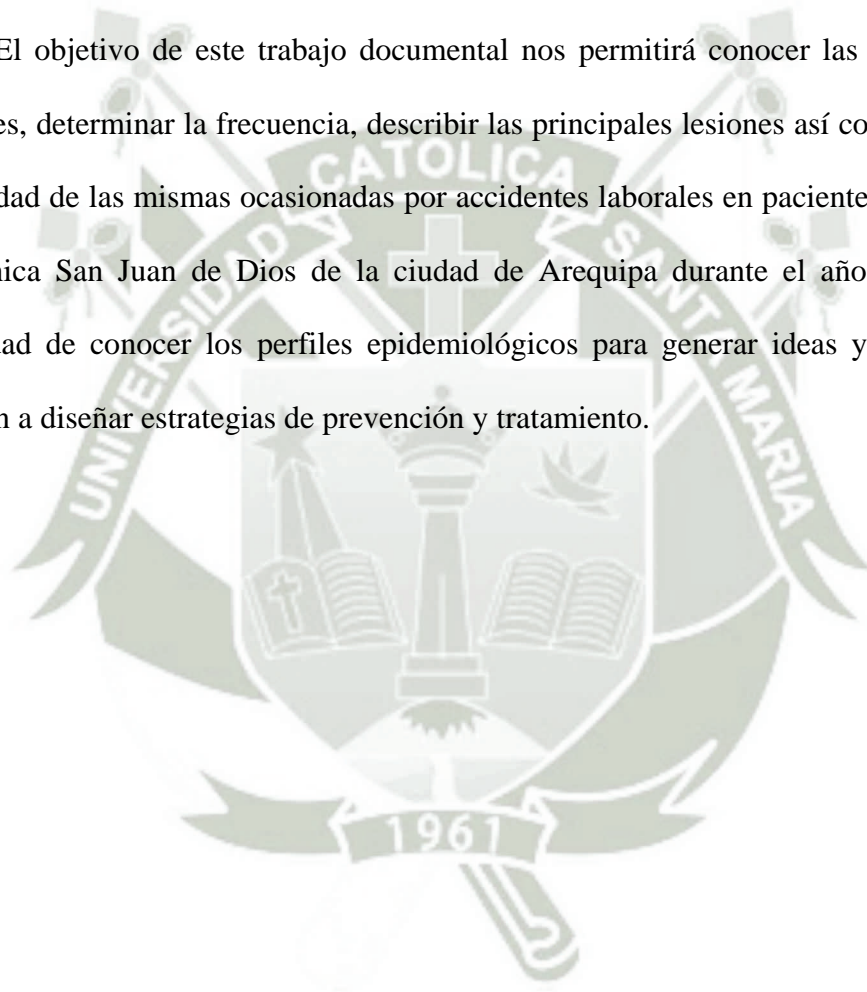 El objetivo de este trabajo documental nos permitirá conocer las
es, determinar la frecuencia, describir las principales lesiones así co
dad de las mismas ocasionadas por accidentes laborales en paciente
nica San Juan de Dios de la ciudad de Arequipa durante el año
dad de conocer los perfiles epidemiológicos para generar ideas y
n a diseñar estrategias de prevención y tratamiento.
UNIVERSIDAD CATOLICA SANTA MARIA
1961